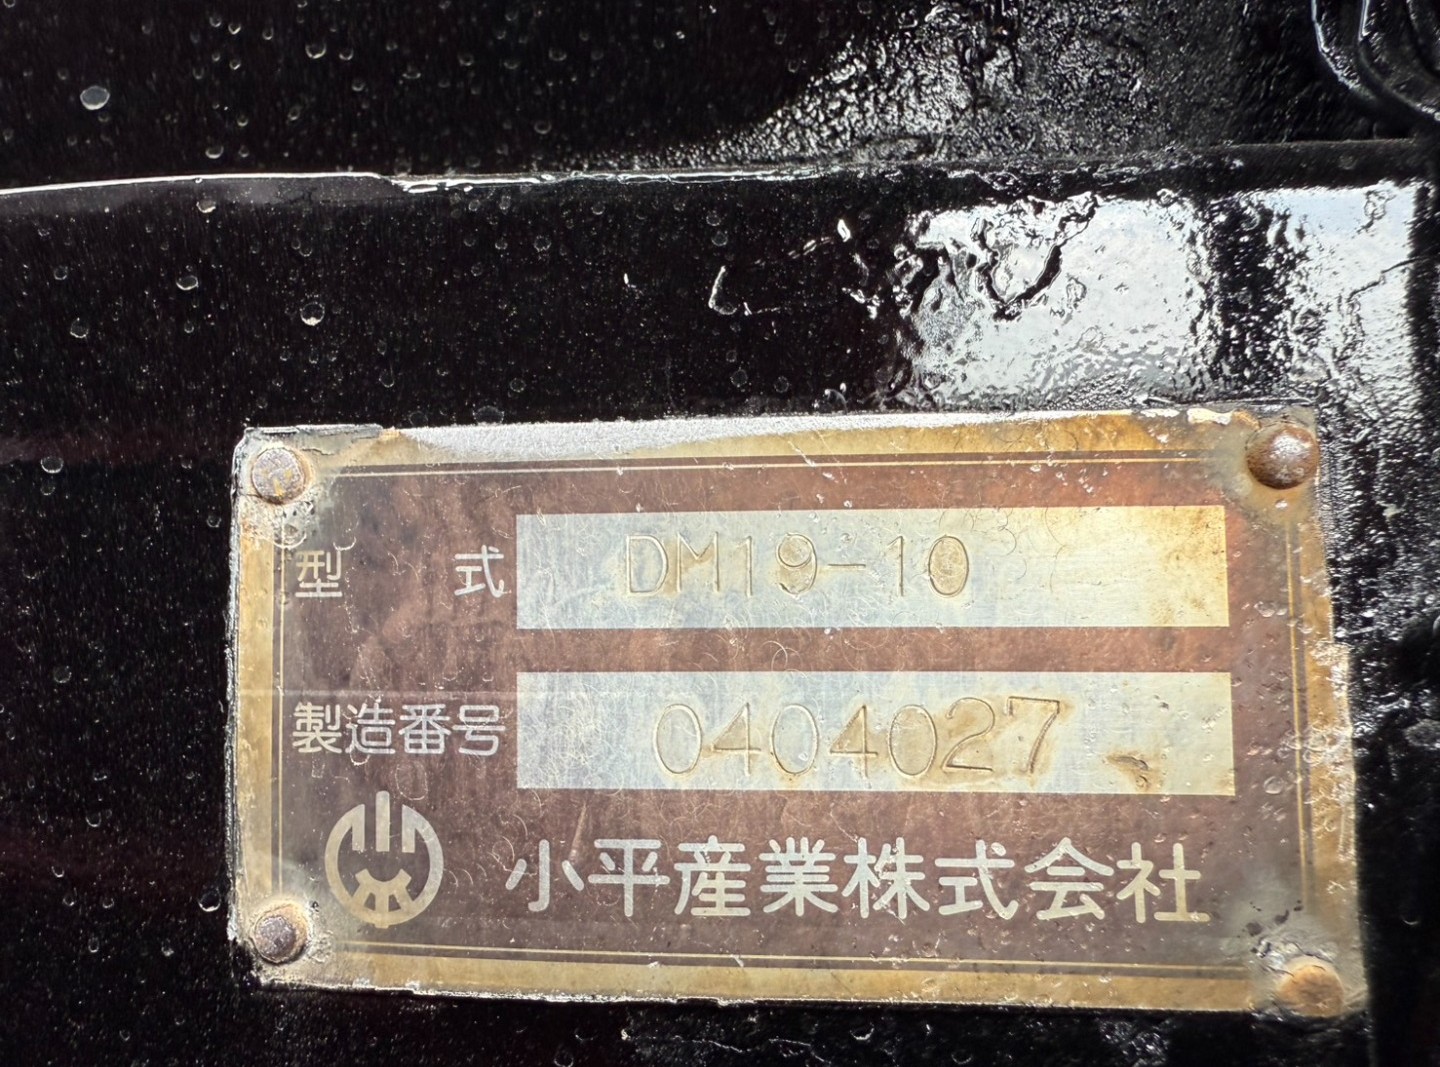 型式 DM19-10
製造番号 0404027
小平産業株式会社